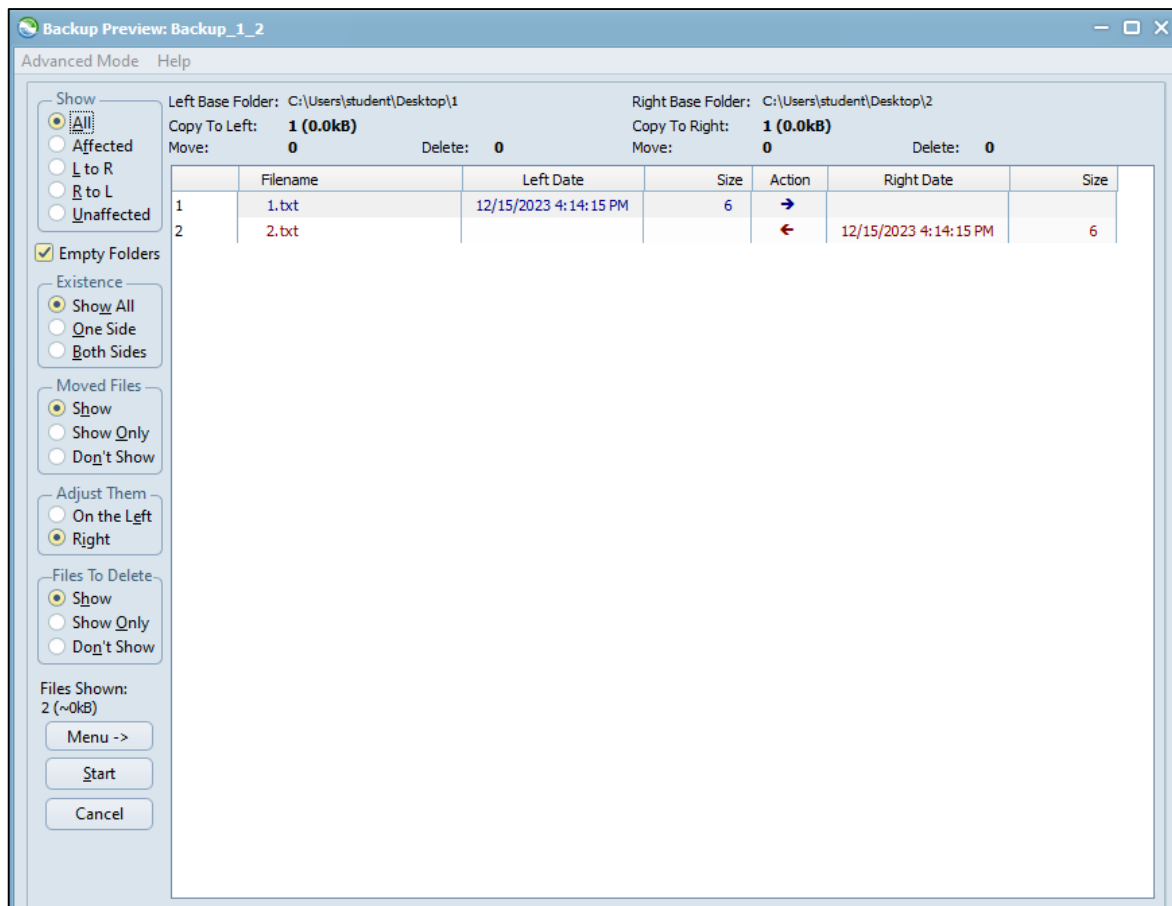 Backup Preview: Backup_1_2
Advanced Mode Help
Show
All
Affected
L to R
R to L
Unaffected
Empty Folders
Existence
Show All
One Side
Both Sides
Moved Files
Show
Show Only
Don't Show
Adjust Them
On the Left
Right
Files To Delete
Show
Show Only
Don't Show
Files Shown:
2 (~0kB)
Menu ->
Start
Cancel
Left Base Folder: C:\Users\student\Desktop\1 Right Base Folder: C:\Users\student\Desktop\2
Copy To Left: 1 (0.0kB) Copy To Right: 1 (0.0kB)
Move: 0 Delete: 0 Move: 0 Delete: 0
Filename Left Date Size Action Right Date Size
1 1.txt 12/15/2023 4:14:15 PM 6 →
2 2.txt ← 12/15/2023 4:14:15 PM 6